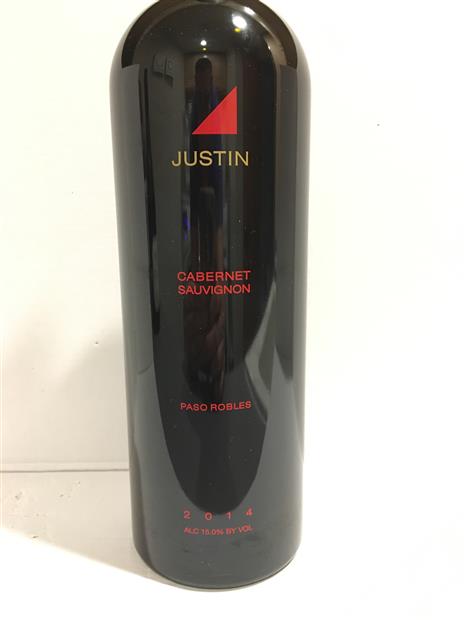 JUSTIN
CABERNET
SAUVIGNON
PASO ROBLES
2014
ALC 15.0% BY VOL